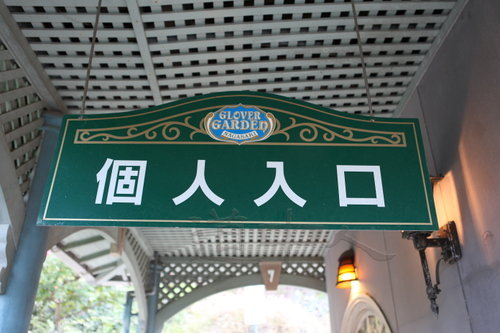 GLOVER
GARDEN
NAGASAKI
個人入口
7